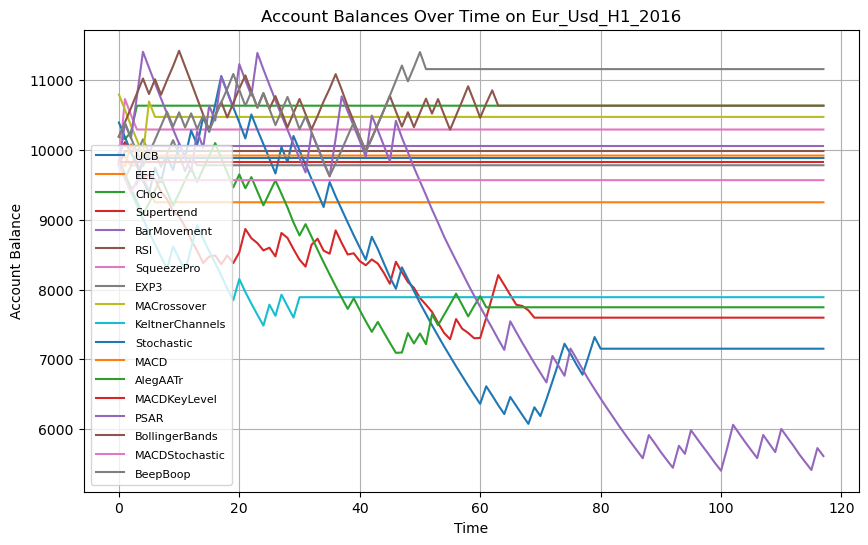 Account Balances Over Time on Eur_Usd_H1_2016
Account Balance
11000
10000
9000
8000
7000
6000
UCB
EEE
Choc
Supertrend
BarMovement
RSI
SqueezePro
EXP3
MACrossover
KeltnerChannels
Stochastic
MACD
AlegAATr
MACDKeyLevel
PSAR
BollingerBands
MACDStochastic
BeepBoop
0
20
40
60
80
100
120
Time